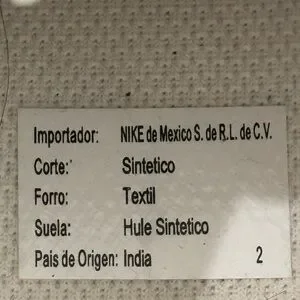 Importador: NIKE de Mexico S. de R.L. de C.V.
Corte: Sintetico
Forro: Textil
Suela: Hule Sintetico
Pais de Origen: India 2